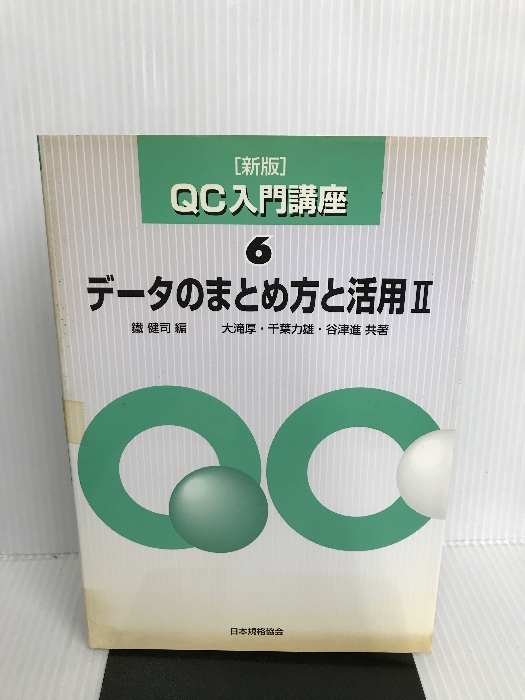 ［新版］
QC入門講座
6
データのまとめ方と活用Ⅱ
鐵 健司 編　大滝厚・千葉力雄・谷津進 共著
QC
日本規格協会